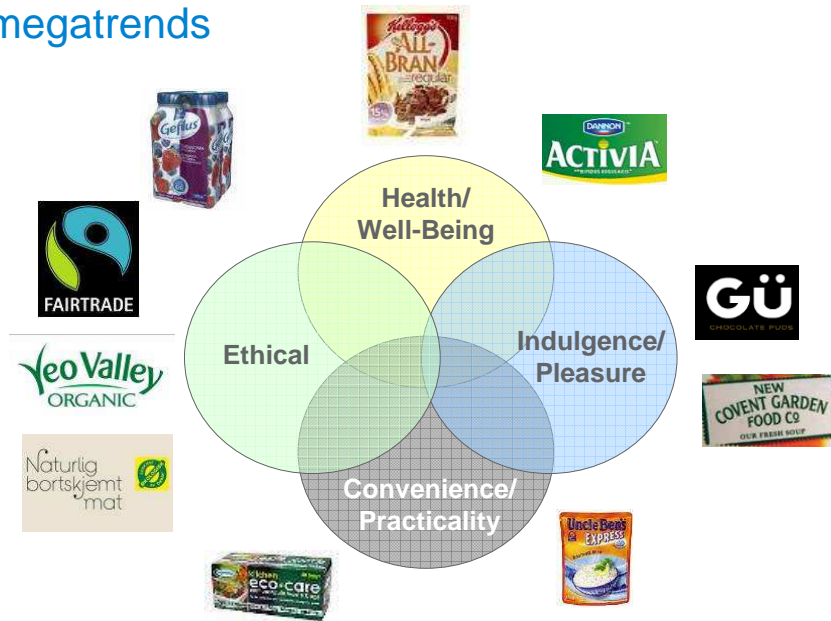 megatrends
Kellogg's
ALL-
BRAN
regular
15%
Gefilus
DANNON
ACTIVIA
Health/
Well-Being
FAIRTRADE
GÜ
CHOCOLATE PUDS
Ethical
Indulgence/
Pleasure
Yeo Valley
ORGANIC
NEW
COVENT GARDEN
FOOD Co
OUR FRESH SOUP
Naturlig
bortskjemt
mat
Convenience/
Practicality
Uncle Ben's
EXPRESS
kitchen
eco-care